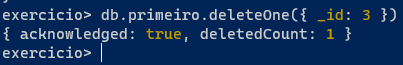 exercicio> db.primeiro.deleteOne({ _id: 3 })
{ acknowledged: true, deletedCount: 1 }
exercicio>